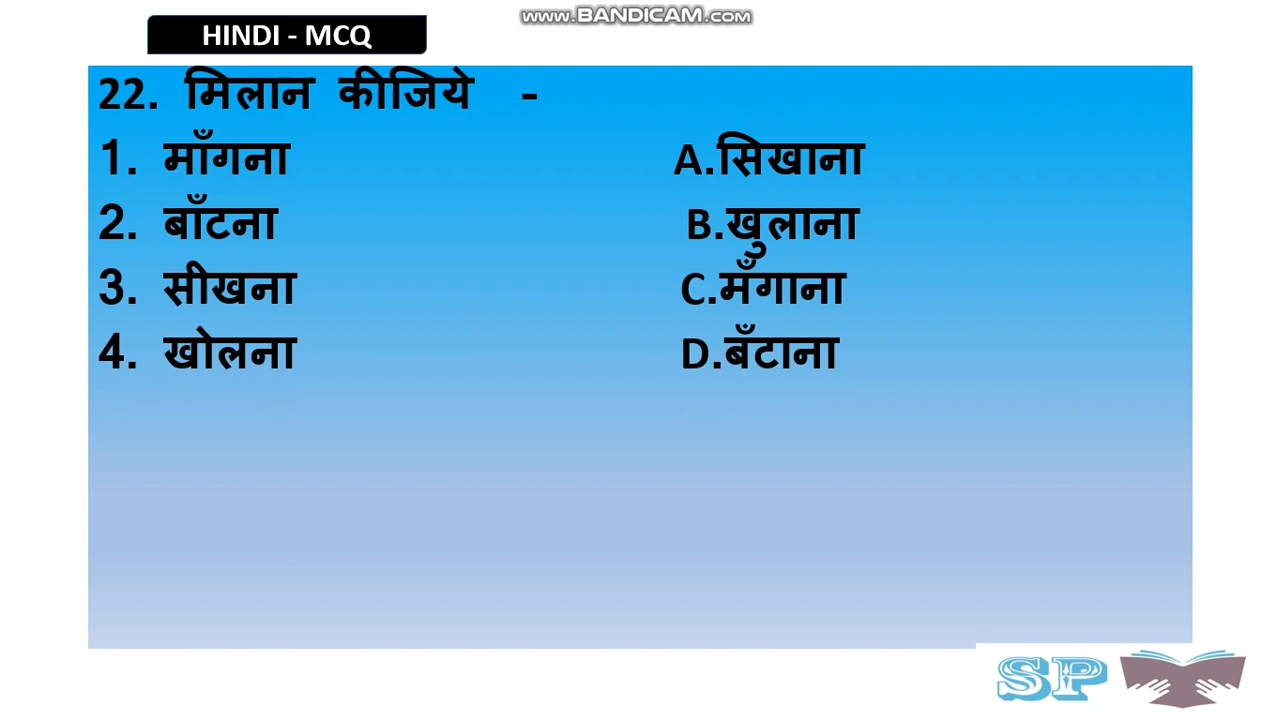 www.BANDICAM.com
HINDI - MCQ
22. मिलान कीजिये -
1. माँगना A.सिखाना
2. बाँटना B.खुलाना
3. सीखना C.मँगाना
4. खोलना D.बँटाना
SP